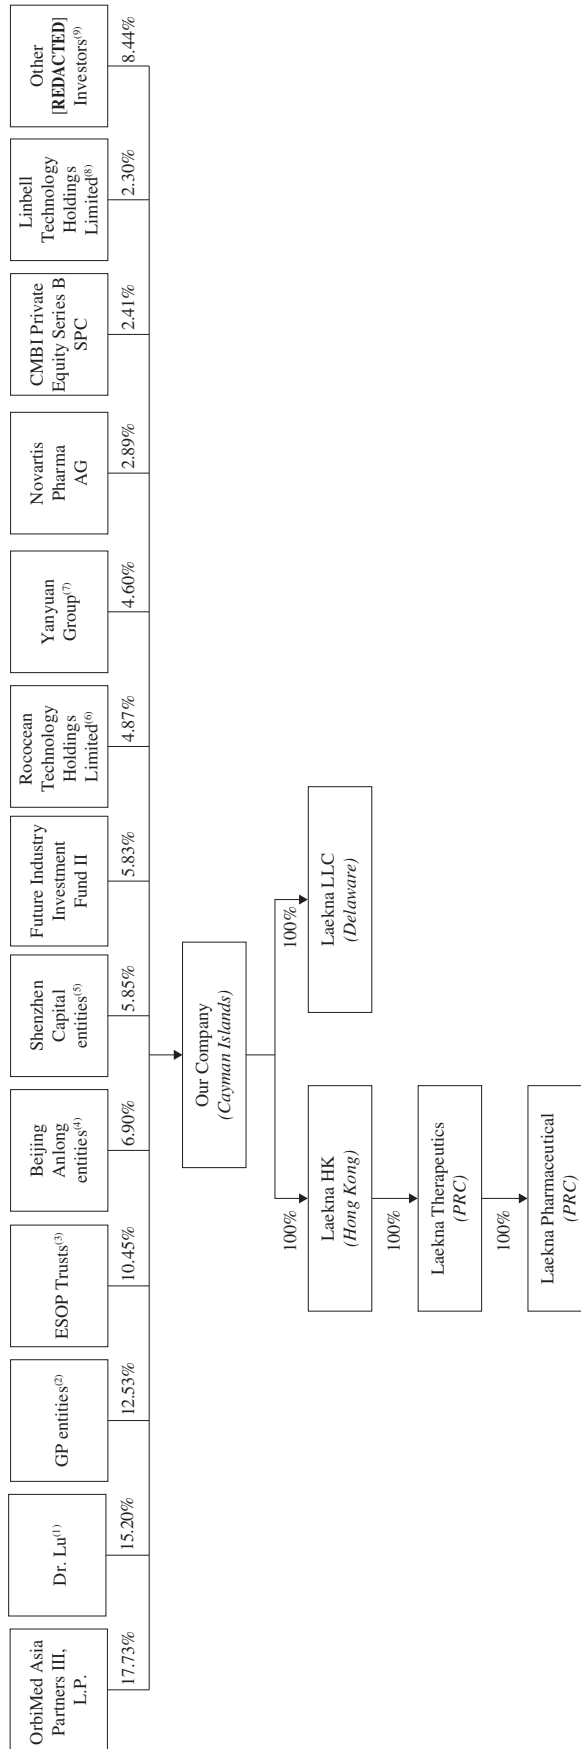 OrbiMed Asia
Partners III,
L.P.
17.73%
Dr. Lu(1)
15.20%
GP entities(2)
12.53%
ESOP Trusts(3)
10.45%
Beijing
Anlong
entities(4)
6.90%
Shenzhen
Capital
entities(5)
5.85%
Future Industry
Investment
Fund II
5.83%
Rococean
Technology
Holdings
Limited(6)
4.87%
Yanyuan
Group(7)
4.60%
Novartis
Pharma
AG
2.89%
CMBI Private
Equity Series B
SPC
2.41%
Linbell
Technology
Holdings
Limited(8)
2.30%
Other
[REDACTED]
Investors(9)
8.44%
Our Company
(Cayman Islands)
100%
Laekna HK
(Hong Kong)
100%
Laekna LLC
(Delaware)
100%
Laekna Therapeutics
(PRC)
100%
Laekna Pharmaceutical
(PRC)